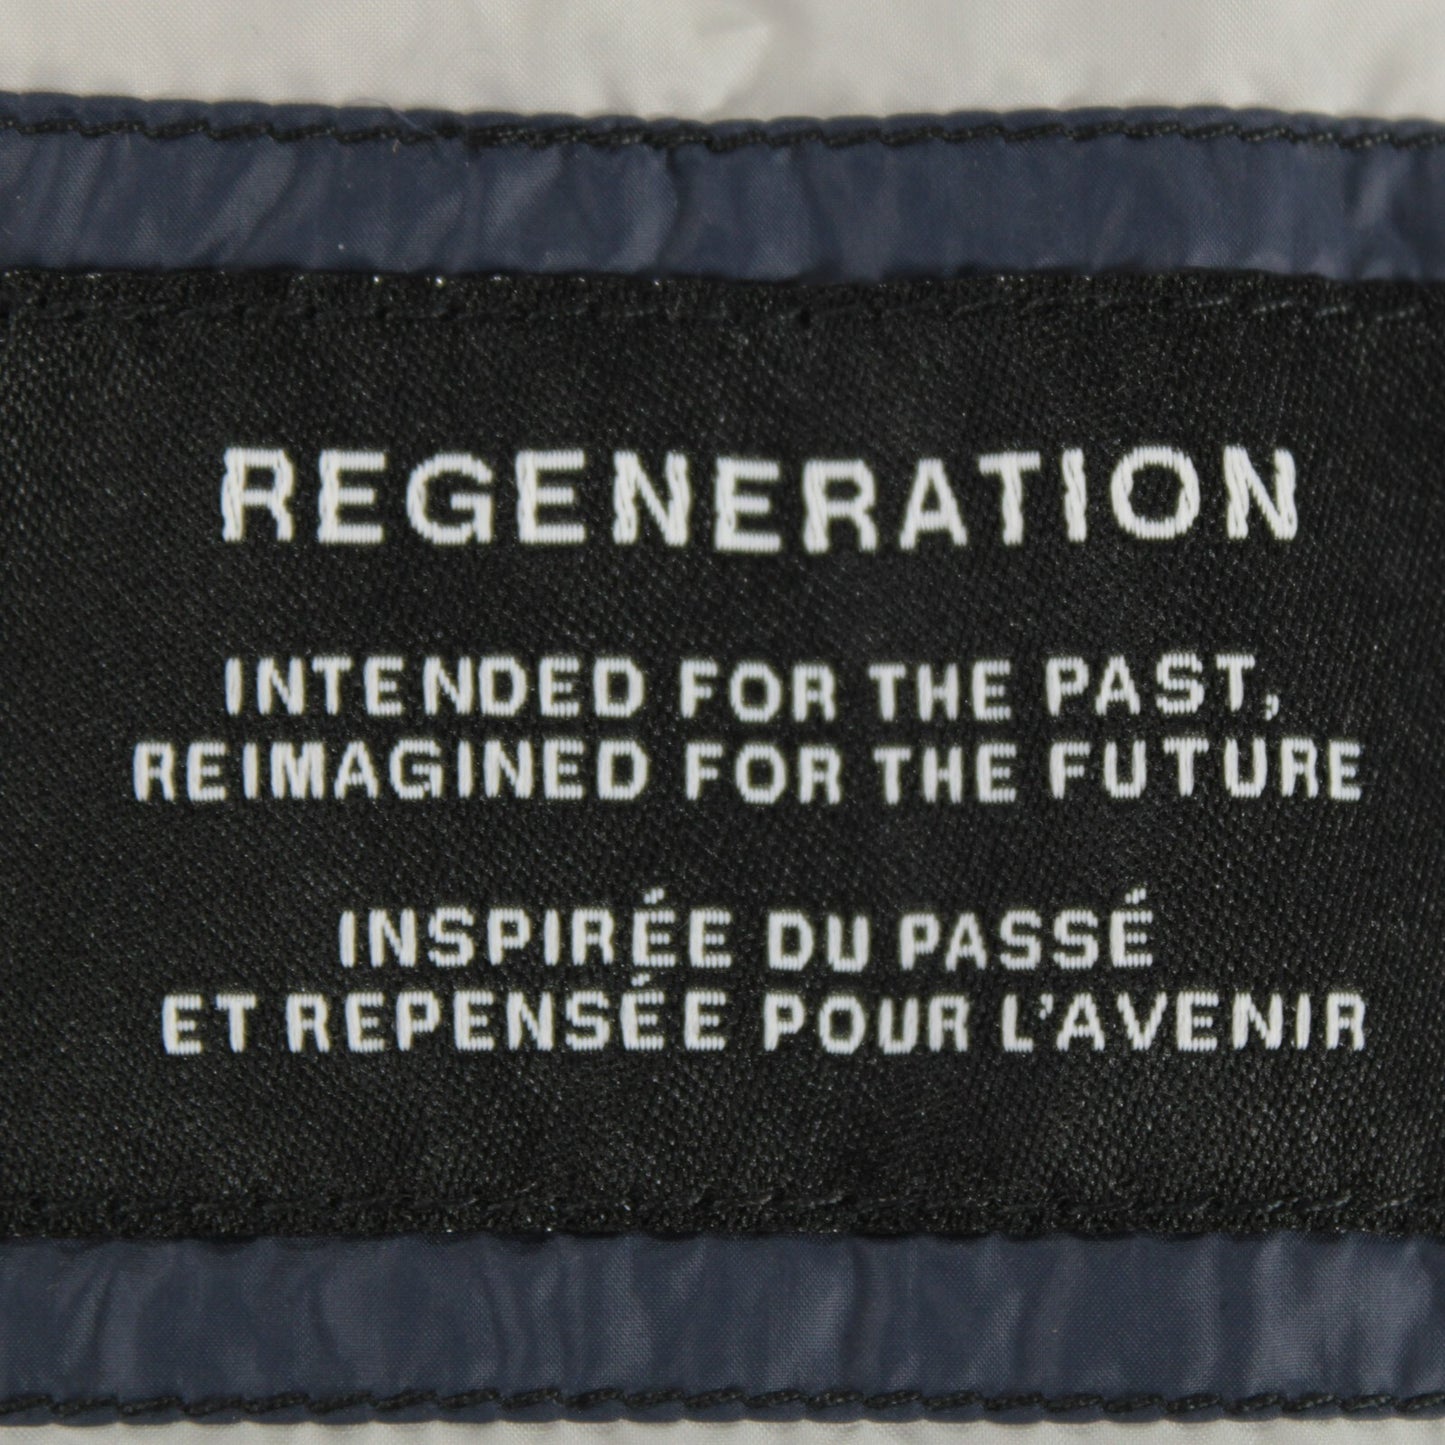 REGENERATION
INTENDED FOR THE PAST,
REIMAGINED FOR THE FUTURE
INSPIRÉE DU PASSÉ
ET REPENSÉE POUR L'AVENIR